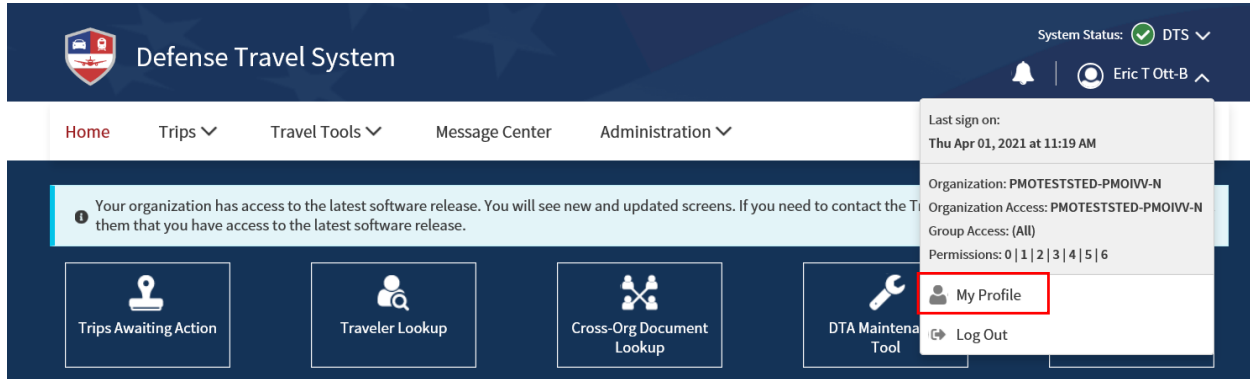 System Status: DTS
Defense Travel System
Eric T Ott-B
Home Trips Travel Tools Message Center Administration
Last sign on:
Thu Apr 01, 2021 at 11:19 AM
Organization: PMOTESTSTED-PMOIVV-N
Organization Access: PMOTESTSTED-PMOIVV-N
Group Access: (All)
Permissions: 0 | 1 | 2 | 3 | 4 | 5 | 6
My Profile
Log Out
Your organization has access to the latest software release. You will see new and updated screens. If you need to contact the
them that you have access to the latest software release.
Trips Awaiting Action
Traveler Lookup
Cross-Org Document
Lookup
DTA
Tool